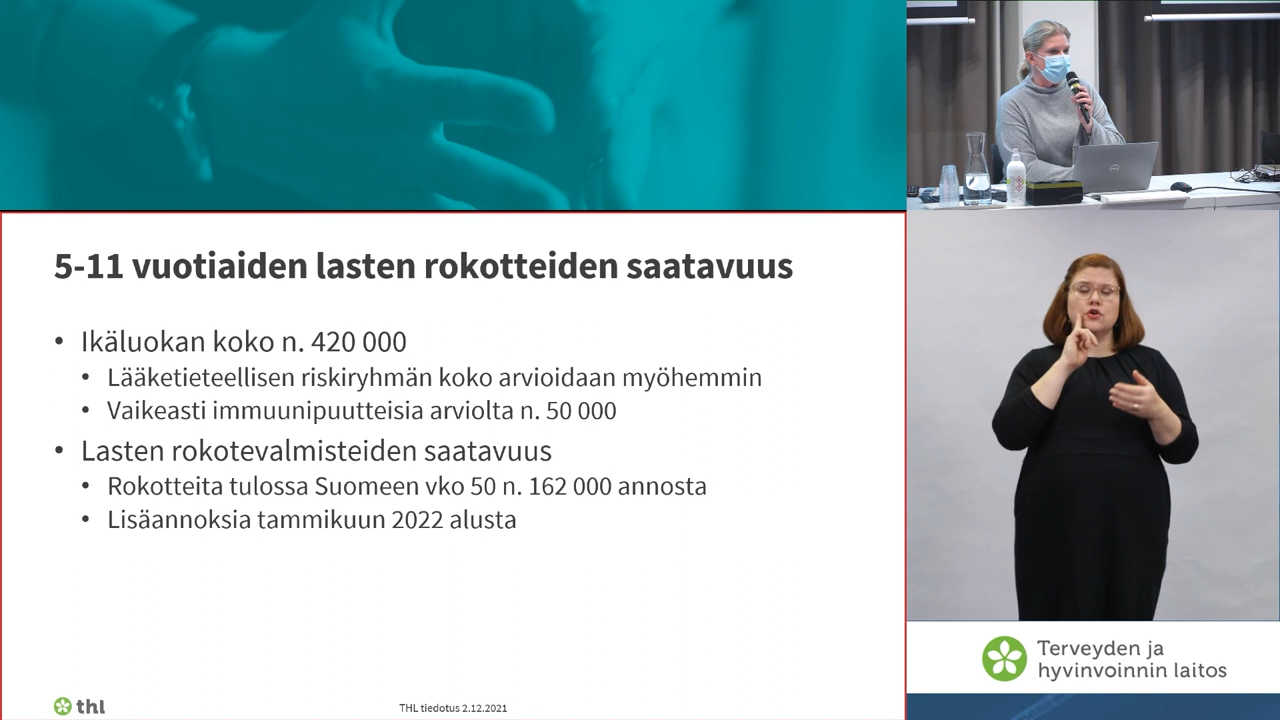 5-11 vuotiaiden lasten rokotteiden saatavuus
• Ikäluokan koko n. 420 000
• Lääketieteellisen riskiryhmän koko arvioidaan myöhemmin
• Vaikeasti immuunipuutteisia arviolta n. 50 000
• Lasten rokotevalmisteiden saatavuus
• Rokotteita tulossa Suomeen vko 50 n. 162 000 annosta
• Lisäannoksia tammikuun 2022 alusta
thl
THL tiedotus 2.12.2021
Terveyden ja
hyvinvoinnin laitos